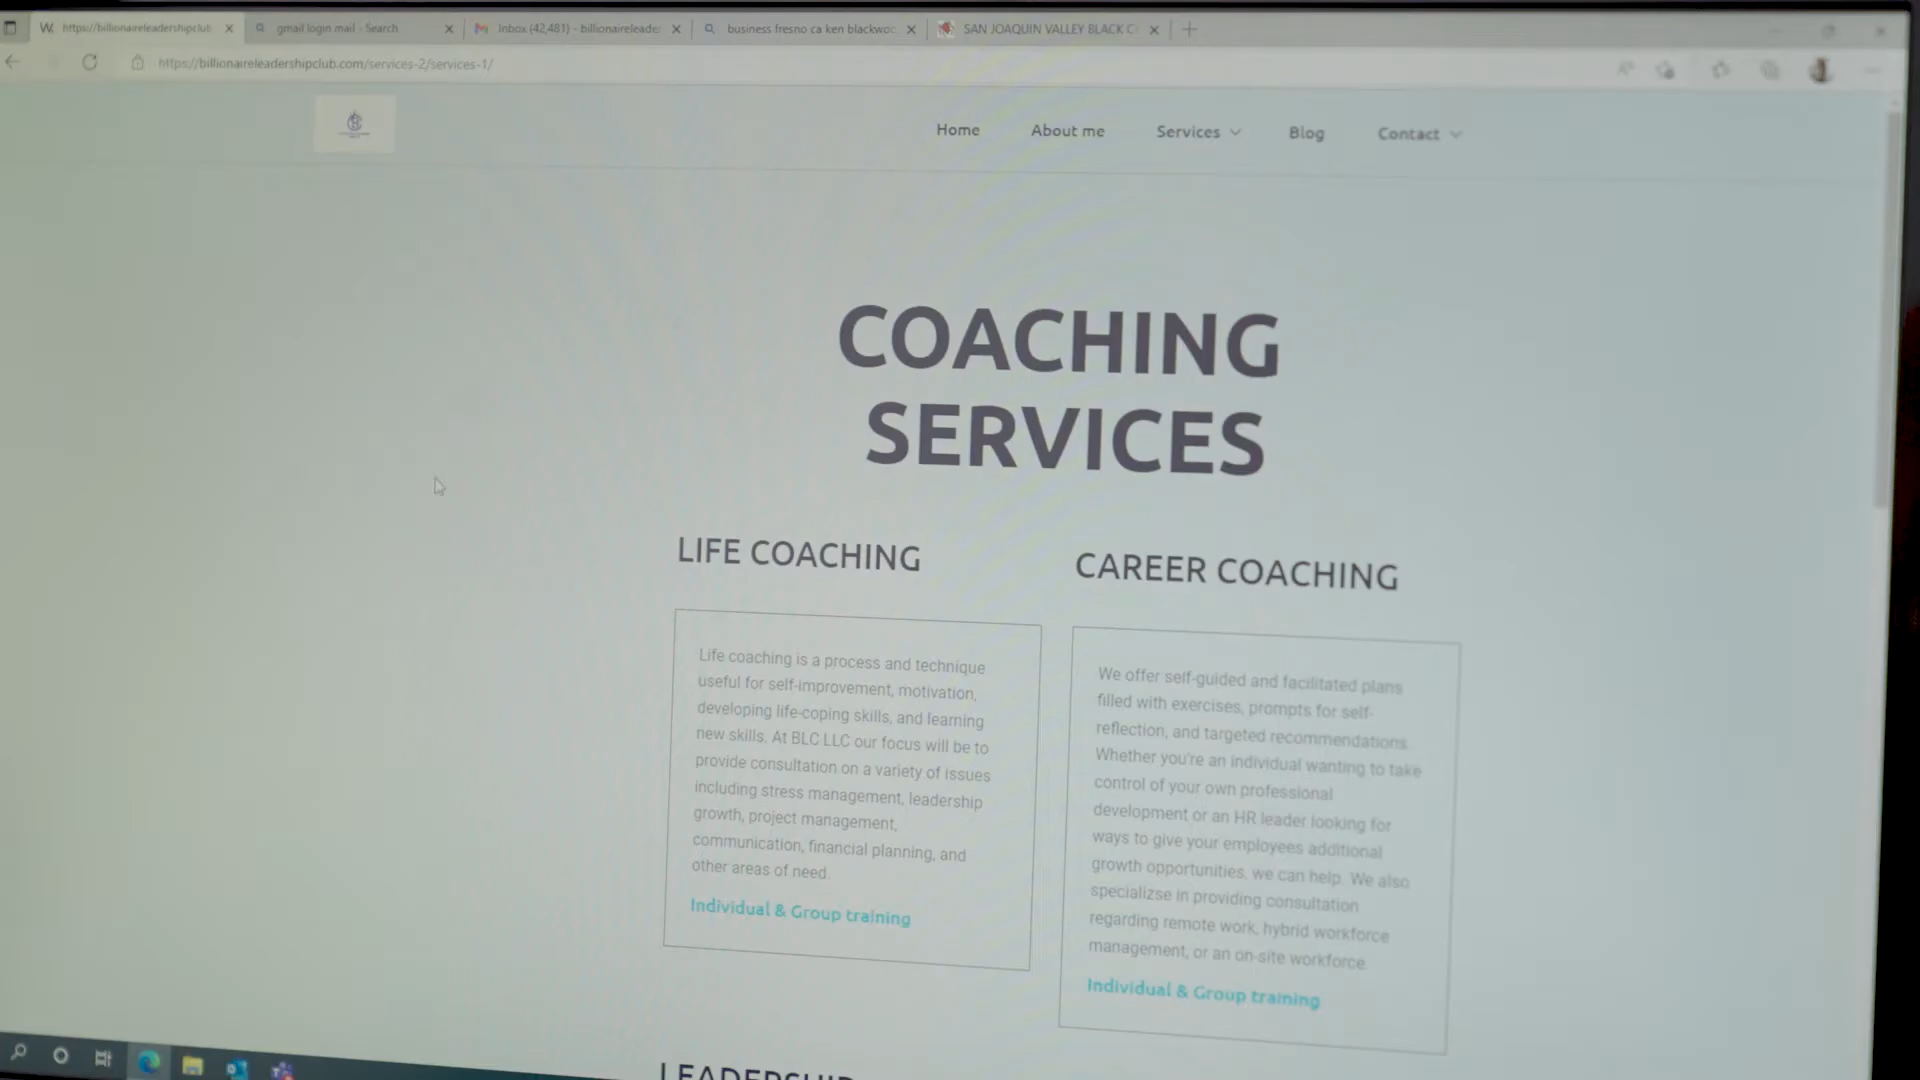 https://billionaireleadershipclub
gmail login mail - Search
Inbox (42,481) - billionaireleade
business fresno ca ken blackwoc
SAN JOAQUIN VALLEY BLACK C
https://billionaireleadershipclub.com/services-2/services-1/
Home
About me
Services
Blog
Contact
COACHING
SERVICES
LIFE COACHING
Life coaching is a process and technique
useful for self-improvement, motivation,
developing life-coping skills, and learning
new skills. At BLC LLC our focus will be to
provide consultation on a variety of issues
including stress management, leadership
growth, project management,
communication, financial planning, and
other areas of need.
Individual & Group training
CAREER COACHING
We offer self-guided and facilitated plans
filled with exercises, prompts for self-
reflection, and targeted recommendations.
Whether you're an individual wanting to take
control of your own professional
development or an HR leader looking for
ways to give your employees additional
growth opportunities, we can help. We also
specializse in providing consultation
regarding remote work, hybrid workforce
management, or an on-site workforce.
Individual & Group training
LEADERSHIP